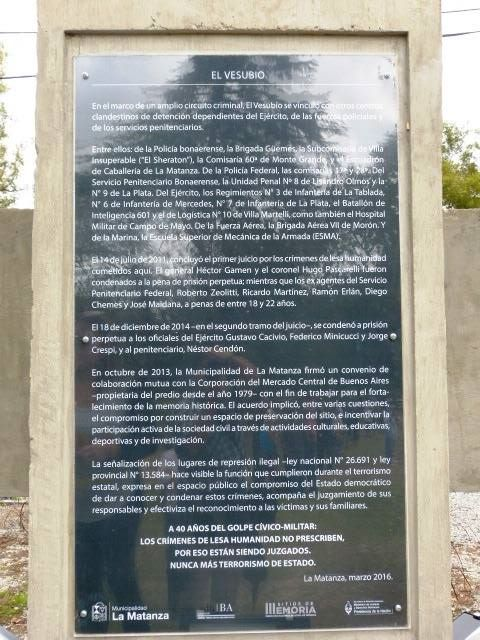 EL VESUBIO
En el marco de un amplio circuito criminal, El Vesubio se vinculó con otros centros
clandestinos de detención dependientes del Ejército, de las fuerzas policiales y
de los servicios penitenciarios.
Entre ellos: de la Policía bonaerense, la Brigada Güemes, la Subcomisaría de Villa
Insuperable ("El Sheraton"), la Comisaría 60ª de Monte Grande, y el Escuadrón
de Caballería de La Matanza. De la Policía Federal, las comisarías 17ª y 28ª. Del
Servicio Penitenciario Bonaerense, la Unidad Penal Nº 8 de Lisandro Olmos y la
Nº 9 de La Plata. Del Ejército, los Regimientos Nº 3 de Infantería de La Tablada,
Nº 6 de Infantería de Mercedes, Nº 7 de Infantería de La Plata, el Batallón de
Inteligencia 601 y el de Logística Nº 10 de Villa Martelli, como también el Hospital
Militar de Campo de Mayo. De la Fuerza Aérea, la Brigada Aérea VII de Morón. Y
de la Marina, la Escuela Superior de Mecánica de la Armada (ESMA).
El 14 de julio de 2011, concluyó el primer juicio por los crímenes de lesa humanidad
cometidos aquí. El general Héctor Gamen y el coronel Hugo Pascarelli fueron
condenados a la pena de prisión perpetua; mientras que los ex agentes del Servicio
Penitenciario Federal, Roberto Zeolitti, Ricardo Martínez, Ramón Erlán, Diego
Chemes y José Maidana, a penas de entre 18 y 22 años.
El 18 de diciembre de 2014 –en el segundo tramo del juicio–, se condenó a prisión
perpetua a los oficiales del Ejército Gustavo Cacivio, Federico Minicucci y Jorge
Crespi, y al penitenciario, Néstor Cendón.
En octubre de 2013, la Municipalidad de La Matanza firmó un convenio de
colaboración mutua con la Corporación del Mercado Central de Buenos Aires
–propietaria del predio desde el año 1979– con el fin de trabajar para el forta-
lecimiento de la memoria histórica. El acuerdo implicó, entre varias cuestiones,
el compromiso por construir un espacio de preservación del sitio, e incentivar la
participación activa de la sociedad civil a través de actividades culturales, educativas,
deportivas y de investigación.
La señalización de los lugares de represión ilegal –ley nacional Nº 26.691 y ley
provincial Nº 13.584– hace visible la función que cumplieron durante el terrorismo
estatal, expresa en el espacio público el compromiso del Estado democrático
de dar a conocer y condenar estos crímenes, acompaña el juzgamiento de sus
responsables y efectiviza el reconocimiento a las víctimas y sus familiares.
A 40 AÑOS DEL GOLPE CÍVICO-MILITAR:
LOS CRÍMENES DE LESA HUMANIDAD NO PRESCRIBEN,
POR ESO ESTÁN SIENDO JUZGADOS.
NUNCA MÁS TERRORISMO DE ESTADO.
La Matanza, marzo 2016.
Municipalidad
La Matanza
BA
SITIOS DE
MEMORIA
Presidencia de la Nación